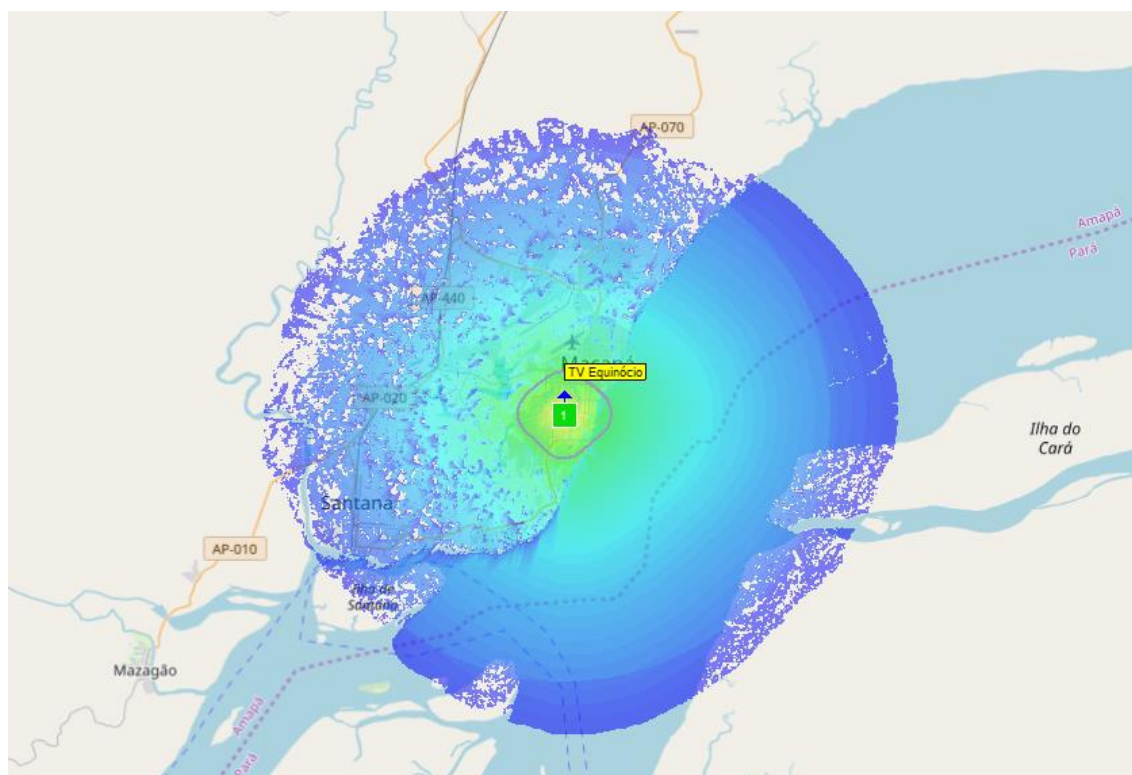 AP-070
Amapá
Pará
AP-440
Macapá
TV Equinócio
1
AP-020
Ilha do
Cará
Santana
AP-010
Ilha de
Santana
Mazagão
Amapá
Pará